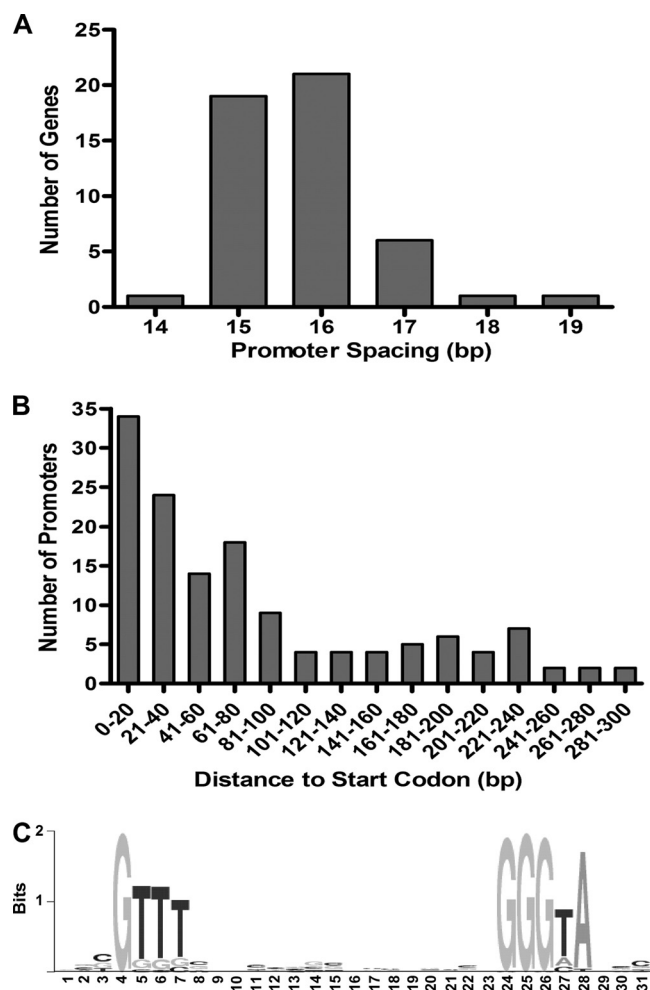 A
Number of Genes
25
20
15
10
5
0
14 15 16 17 18 19
Promoter Spacing (bp)
B
Number of Promoters
35
30
25
20
15
10
5
0
0-20 21-40 41-60 61-80 81-100 101-120 121-140 141-160 161-180 181-200 201-220 221-240 241-260 261-280 281-300
Distance to Start Codon (bp)
C
Bits
2
1
GTTT GGGTA
1 2 3 4 5 6 7 8 9 10 11 12 13 14 15 16 17 18 19 20 21 22 23 24 25 26 27 28 29 30 31